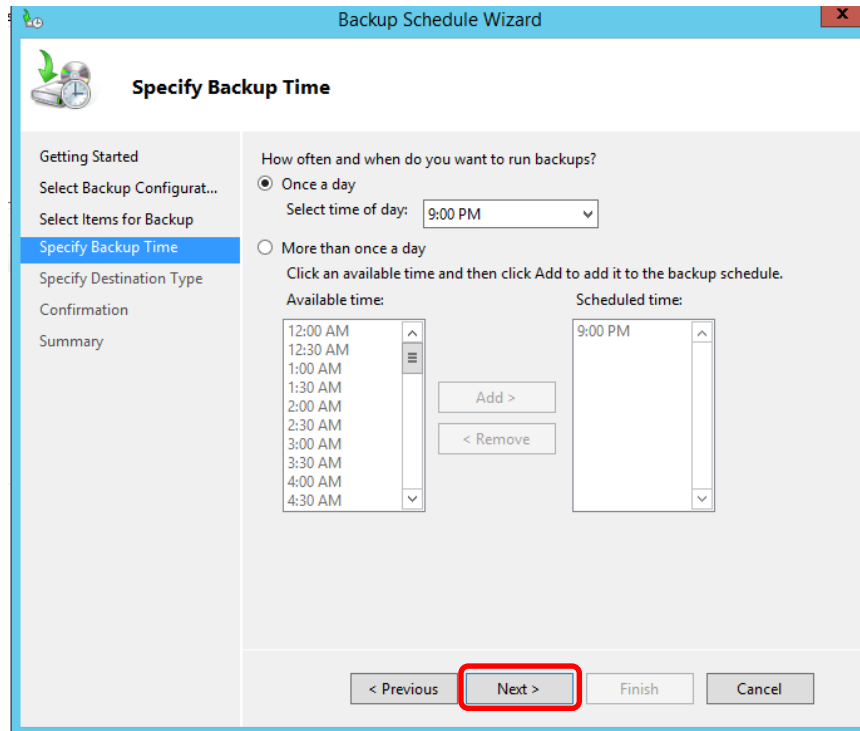 Backup Schedule Wizard
x
Specify Backup Time
Getting Started
Select Backup Configurat...
Select Items for Backup
Specify Backup Time
Specify Destination Type
Confirmation
Summary
How often and when do you want to run backups?
Once a day
Select time of day: 9:00 PM
More than once a day
Click an available time and then click Add to add it to the backup schedule.
Available time:
12:00 AM
12:30 AM
1:00 AM
1:30 AM
2:00 AM
2:30 AM
3:00 AM
3:30 AM
4:00 AM
4:30 AM
Add >
< Remove
Scheduled time:
9:00 PM
< Previous
Next >
Finish
Cancel